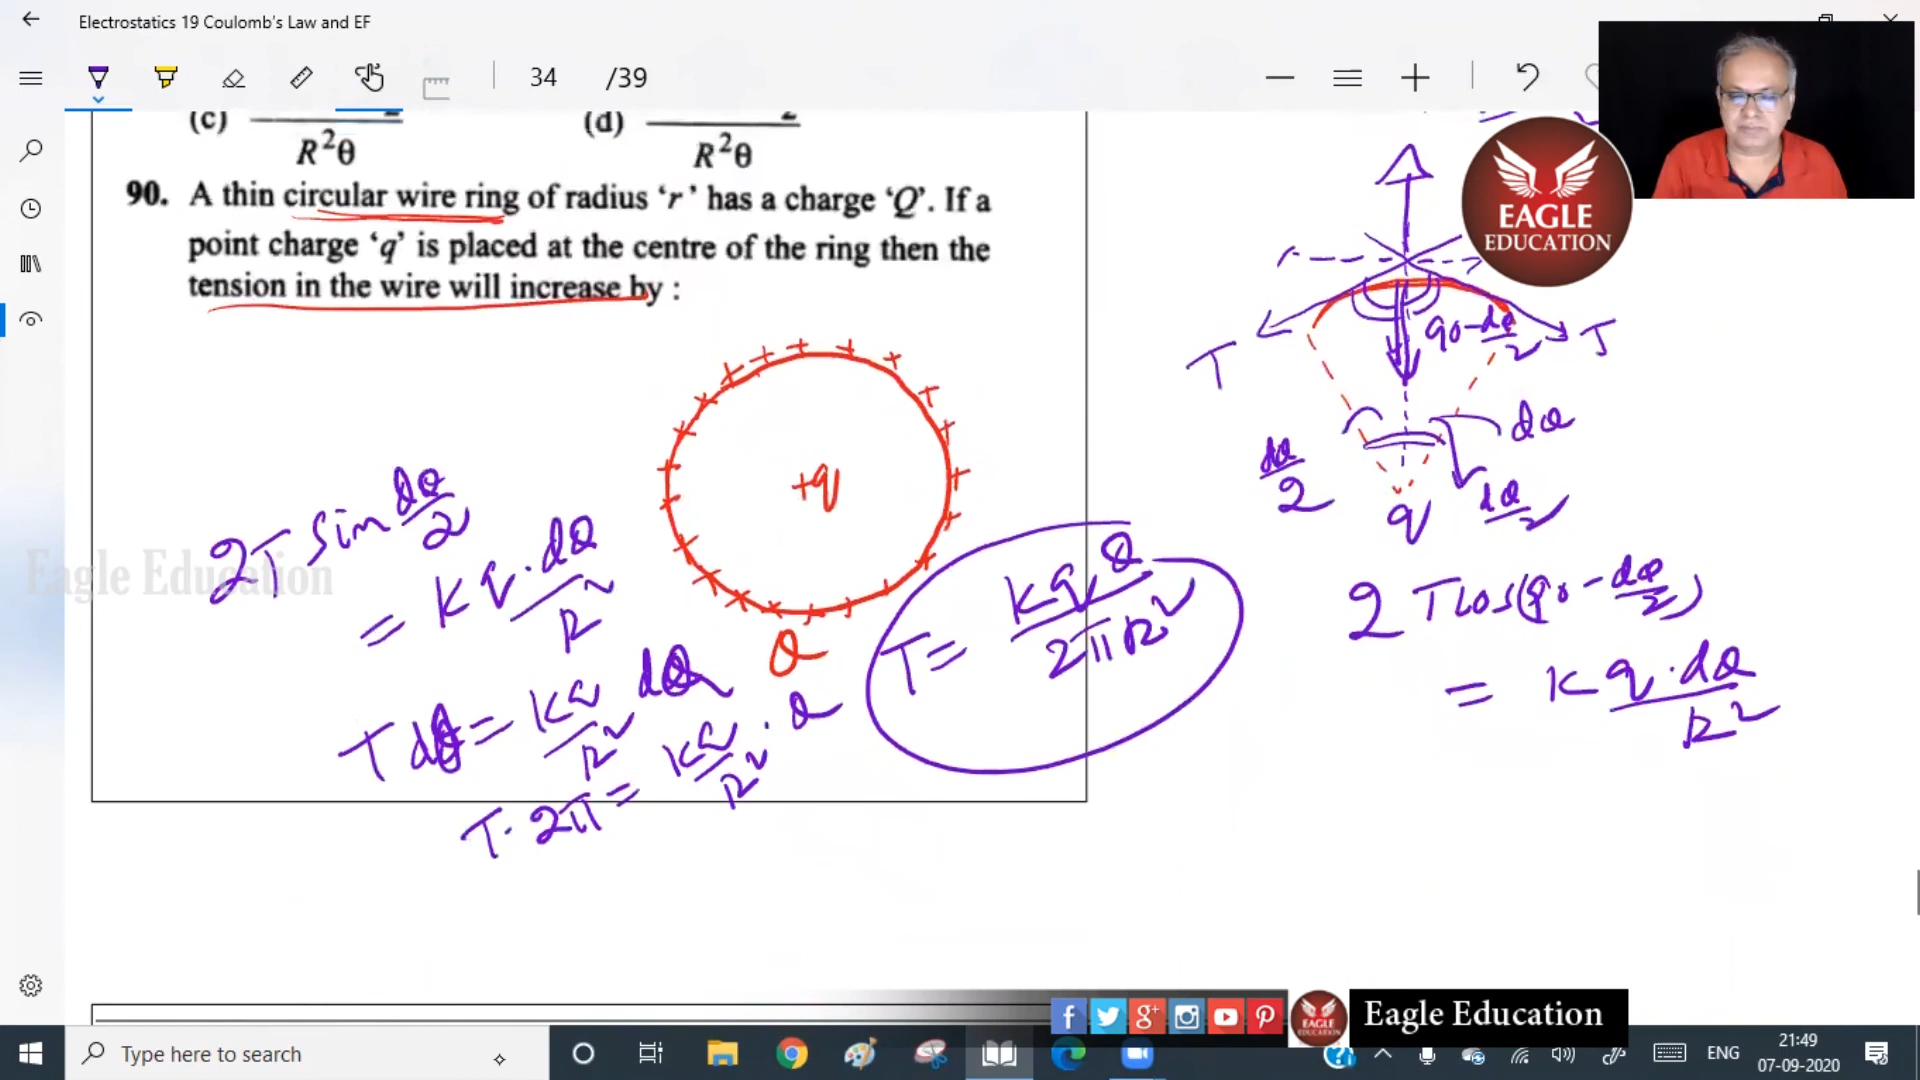 Electrostatics 19 Coulomb's Law and EF
34 /39
(c) R²θ (d) R²θ
90. A thin circular wire ring of radius 'r' has a charge 'Q'. If a
point charge 'q' is placed at the centre of the ring then the
tension in the wire will increase by :
EAGLE
EDUCATION
T 90-dθ/2 T
dθ
dθ/2 q dθ/2
+q
Q
2T sin dθ/2
= Kq.dQ/R²
T dθ = Kq/R² dQ
T. 2π = Kq/R² . Q
T = KqQ/2πR²
2 T cos(90-dθ/2)
= Kq.dQ/R²
Eagle Education
Eagle Education
Type here to search
ENG
21:49
07-09-2020